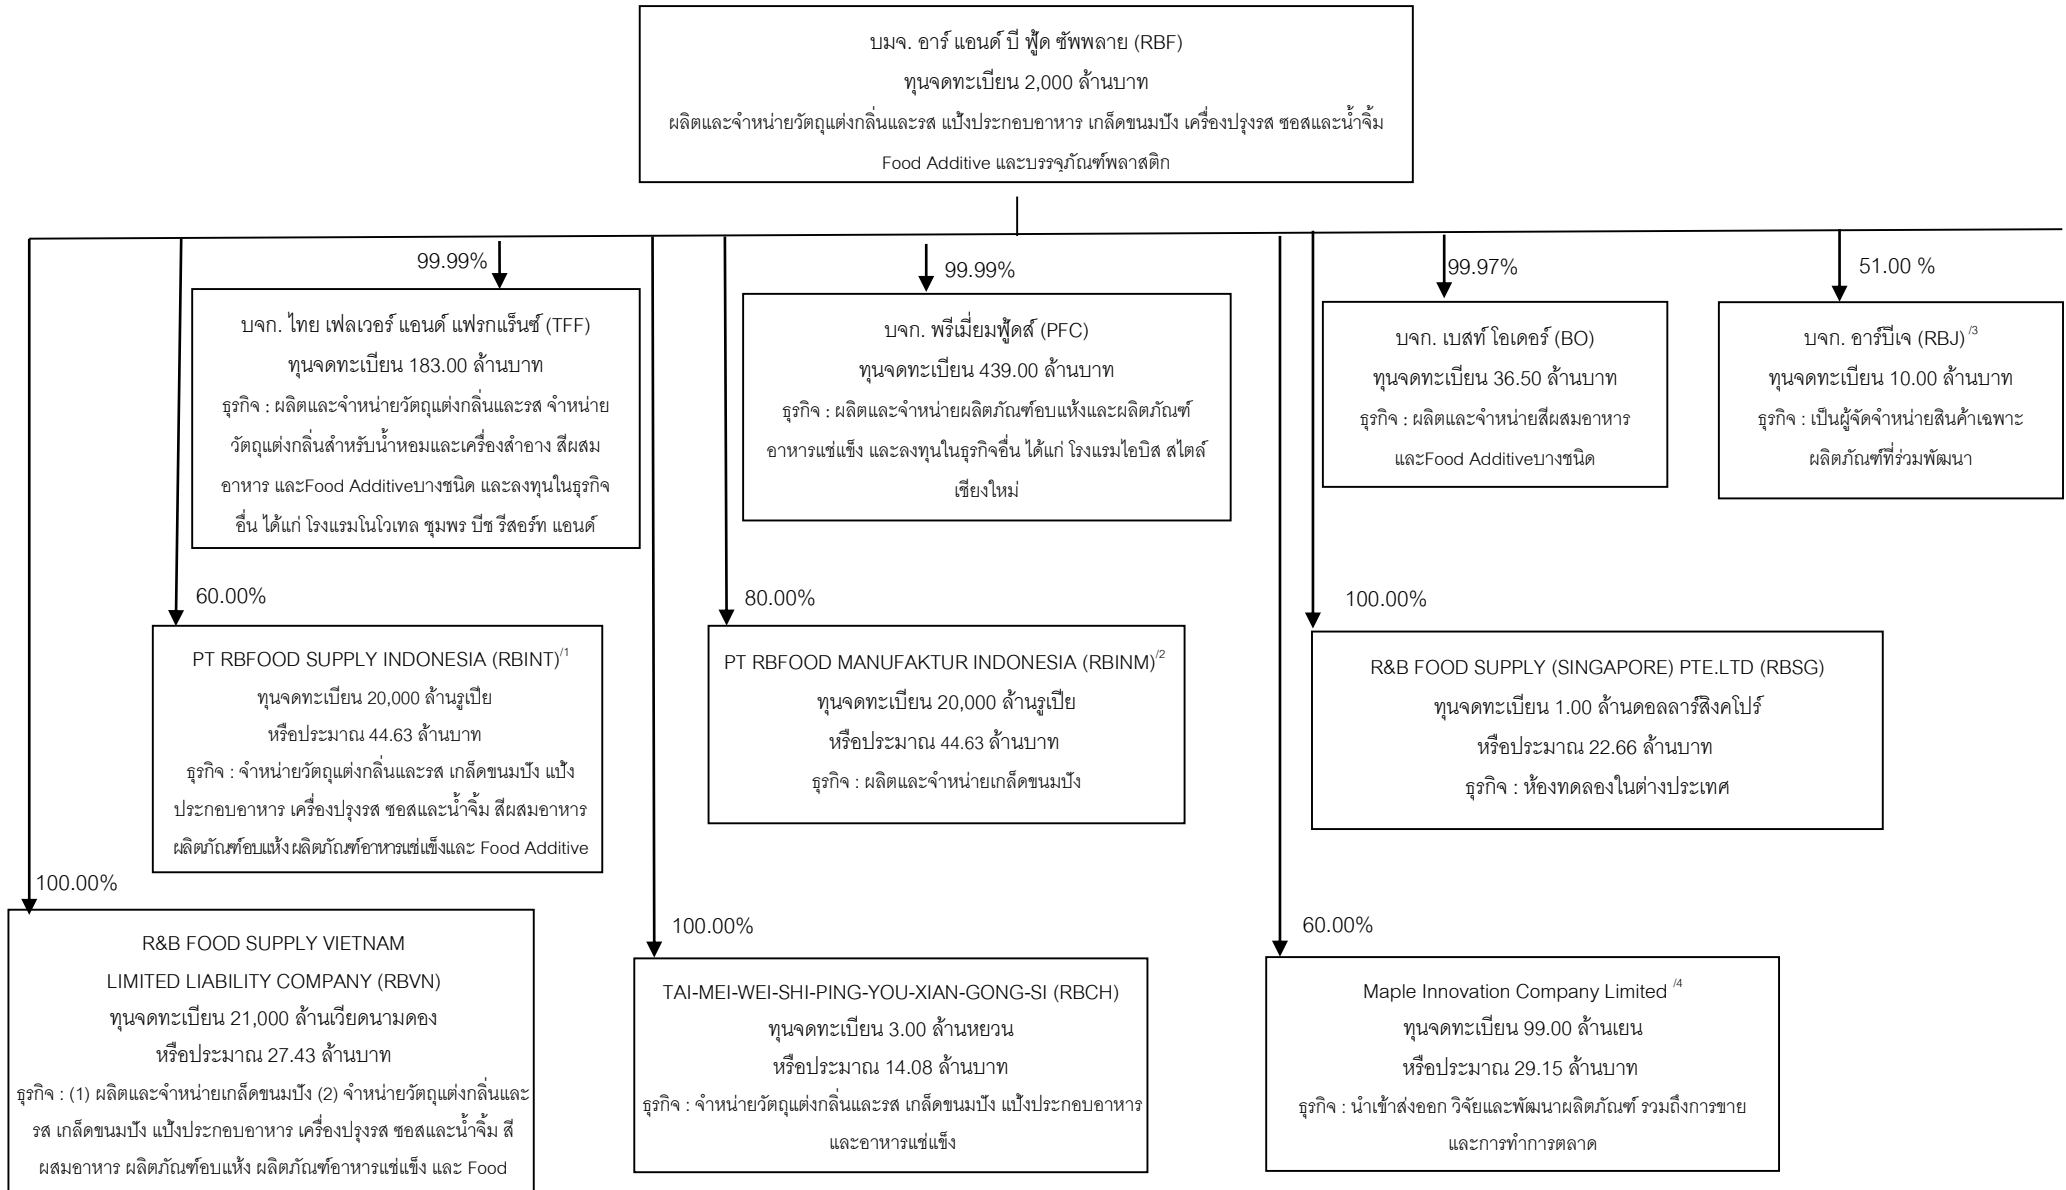 บมจ. อาร์ แอนด์ บี ฟู้ด ซัพพลาย (RBF)
ทุนจดทะเบียน 2,000 ล้านบาท
ผลิตและจำหน่ายวัตถุแต่งกลิ่นและรส แป้งประกอบอาหาร เกล็ดขนมปัง เครื่องปรุงรส ซอสและน้ำจิ้ม
Food Additive และบรรจุภัณฑ์พลาสติก
99.99%
บจก. ไทย เฟลเวอร์ แอนด์ แฟรกแร็นซ์ (TFF)
ทุนจดทะเบียน 183.00 ล้านบาท
ธุรกิจ : ผลิตและจำหน่ายวัตถุแต่งกลิ่นและรส จำหน่าย
วัตถุแต่งกลิ่นสำหรับน้ำหอมและเครื่องสำอาง สีผสม
อาหาร และFood Additiveบางชนิด และลงทุนในธุรกิจ
อื่น ได้แก่ โรงแรมโนโวเทล ชุมพร บีช รีสอร์ท แอนด์
99.99%
บจก. พรีเมี่ยมฟู้ดส์ (PFC)
ทุนจดทะเบียน 439.00 ล้านบาท
ธุรกิจ : ผลิตและจำหน่ายผลิตภัณฑ์อบแห้งและผลิตภัณฑ์
อาหารแช่แข็ง และลงทุนในธุรกิจอื่น ได้แก่ โรงแรมไอบิส สไตล์
เชียงใหม่
99.97%
บจก. เบสท์ โอเดอร์ (BO)
ทุนจดทะเบียน 36.50 ล้านบาท
ธุรกิจ : ผลิตและจำหน่ายสีผสมอาหาร
และFood Additiveบางชนิด
51.00 %
บจก. อาร์บีเจ (RBJ) /3
ทุนจดทะเบียน 10.00 ล้านบาท
ธุรกิจ : เป็นผู้จัดจำหน่ายสินค้าเฉพาะ
ผลิตภัณฑ์ที่ร่วมพัฒนา
60.00%
PT RBFOOD SUPPLY INDONESIA (RBINT)/1
ทุนจดทะเบียน 20,000 ล้านรูเปีย
หรือประมาณ 44.63 ล้านบาท
ธุรกิจ : จำหน่ายวัตถุแต่งกลิ่นและรส เกล็ดขนมปัง แป้ง
ประกอบอาหาร เครื่องปรุงรส ซอสและน้ำจิ้ม สีผสมอาหาร
ผลิตภัณฑ์อบแห้ง ผลิตภัณฑ์อาหารแช่แข็งและ Food Additive
80.00%
PT RBFOOD MANUFAKTUR INDONESIA (RBINM)/2
ทุนจดทะเบียน 20,000 ล้านรูเปีย
หรือประมาณ 44.63 ล้านบาท
ธุรกิจ : ผลิตและจำหน่ายเกล็ดขนมปัง
100.00%
R&B FOOD SUPPLY (SINGAPORE) PTE.LTD (RBSG)
ทุนจดทะเบียน 1.00 ล้านดอลลาร์สิงคโปร์
หรือประมาณ 22.66 ล้านบาท
ธุรกิจ : ห้องทดลองในต่างประเทศ
100.00%
R&B FOOD SUPPLY VIETNAM
LIMITED LIABILITY COMPANY (RBVN)
ทุนจดทะเบียน 21,000 ล้านเวียดนามดอง
หรือประมาณ 27.43 ล้านบาท
ธุรกิจ : (1) ผลิตและจำหน่ายเกล็ดขนมปัง (2) จำหน่ายวัตถุแต่งกลิ่นและ
รส เกล็ดขนมปัง แป้งประกอบอาหาร เครื่องปรุงรส ซอสและน้ำจิ้ม สี
ผสมอาหาร ผลิตภัณฑ์อบแห้ง ผลิตภัณฑ์อาหารแช่แข็ง และ Food
100.00%
TAI-MEI-WEI-SHI-PING-YOU-XIAN-GONG-SI (RBCH)
ทุนจดทะเบียน 3.00 ล้านหยวน
หรือประมาณ 14.08 ล้านบาท
ธุรกิจ : จำหน่ายวัตถุแต่งกลิ่นและรส เกล็ดขนมปัง แป้งประกอบอาหาร
และอาหารแช่แข็ง
60.00%
Maple Innovation Company Limited /4
ทุนจดทะเบียน 99.00 ล้านเยน
หรือประมาณ 29.15 ล้านบาท
ธุรกิจ : นำเข้าส่งออก วิจัยและพัฒนาผลิตภัณฑ์ รวมถึงการขาย
และการทำการตลาด